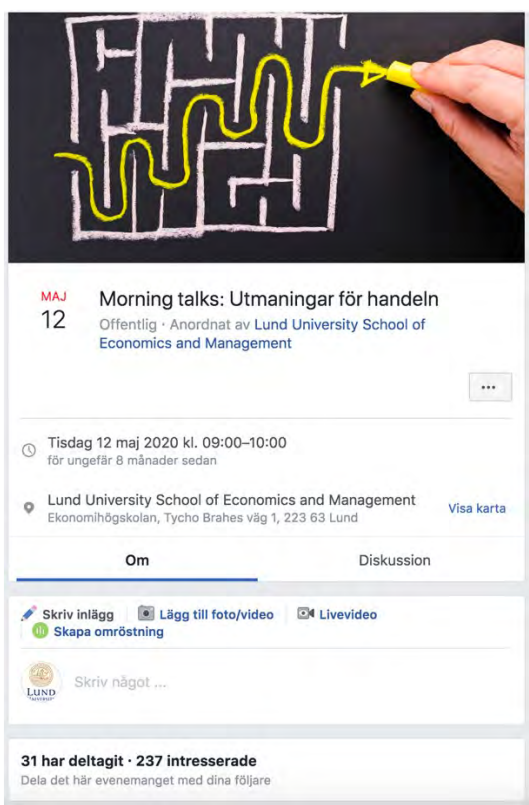 MAJ
12
Morning talks: Utmaningar för handeln
Offentlig · Anordnat av Lund University School of
Economics and Management
...
Tisdag 12 maj 2020 kl. 09:00–10:00
för ungefär 8 månader sedan
Lund University School of Economics and Management
Ekonomihögskolan, Tycho Brahes väg 1, 223 63 Lund
Visa karta
Om
Diskussion
Skriv inlägg
Lägg till foto/video
Livevideo
Skapa omröstning
LUND
Skriv något ...
31 har deltagit · 237 intresserade
Dela det här evenemanget med dina följare